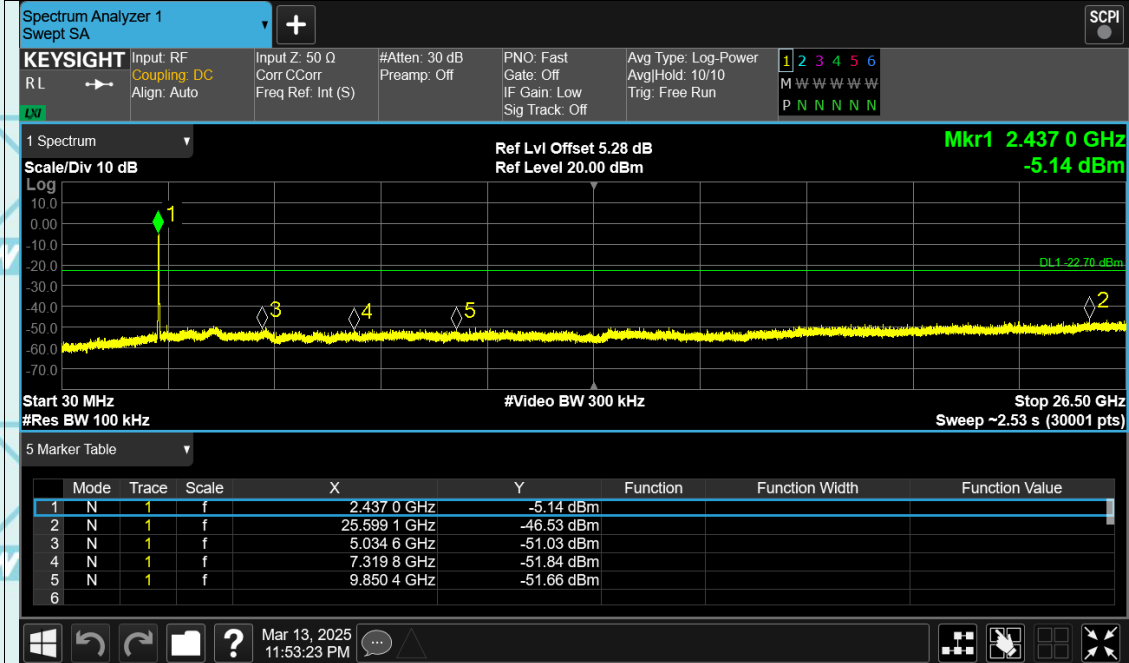 Spectrum Analyzer 1
Swept SA
+
SCPI
KEYSIGHT
RL
LXI
Input: RF
Coupling: DC
Align: Auto
Input Z: 50 Ω
Corr CCorr
Freq Ref: Int (S)
#Atten: 30 dB
Preamp: Off
PNO: Fast
Gate: Off
IF Gain: Low
Sig Track: Off
Avg Type: Log-Power
Avg|Hold: 10/10
Trig: Free Run
1 2 3 4 5 6
M W W W W W
P N N N N N
1 Spectrum
Scale/Div 10 dB
Ref Lvl Offset 5.28 dB
Ref Level 20.00 dBm
Mkr1 2.437 0 GHz
-5.14 dBm
Log
10.0
0.00
-10.0
-20.0
-30.0
-40.0
-50.0
-60.0
-70.0
1
DL1 -22.70 dBm
3
4
5
2
Start 30 MHz
#Res BW 100 kHz
#Video BW 300 kHz
Stop 26.50 GHz
Sweep ~2.53 s (30001 pts)
5 Marker Table
Mode Trace Scale X Y Function Function Width Function Value
1 N 1 f 2.437 0 GHz -5.14 dBm
2 N 1 f 25.599 1 GHz -46.53 dBm
3 N 1 f 5.034 6 GHz -51.03 dBm
4 N 1 f 7.319 8 GHz -51.84 dBm
5 N 1 f 9.850 4 GHz -51.66 dBm
6
?
Mar 13, 2025
11:53:23 PM